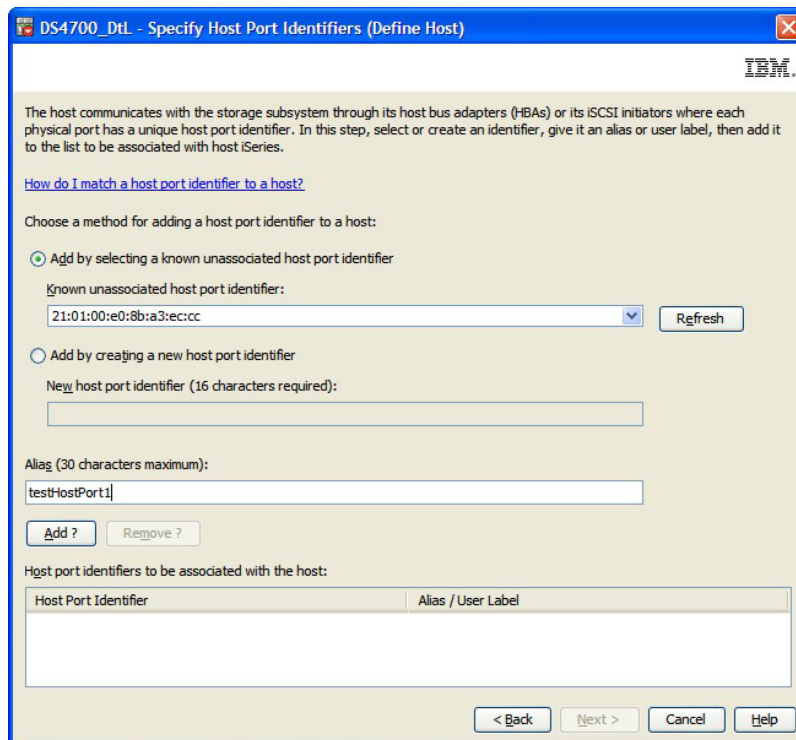 DS4700_DtL - Specify Host Port Identifiers (Define Host)
IBM.
The host communicates with the storage subsystem through its host bus adapters (HBAs) or its iSCSI initiators where each
physical port has a unique host port identifier. In this step, select or create an identifier, give it an alias or user label, then add it
to the list to be associated with host iSeries.
How do I match a host port identifier to a host?
Choose a method for adding a host port identifier to a host:
Add by selecting a known unassociated host port identifier
Known unassociated host port identifier:
21:01:00:e0:8b:a3:ec:cc
Refresh
Add by creating a new host port identifier
New host port identifier (16 characters required):
Alias (30 characters maximum):
testHostPort1
Add ?
Remove ?
Host port identifiers to be associated with the host:
Host Port Identifier
Alias / User Label
< Back
Next >
Cancel
Help